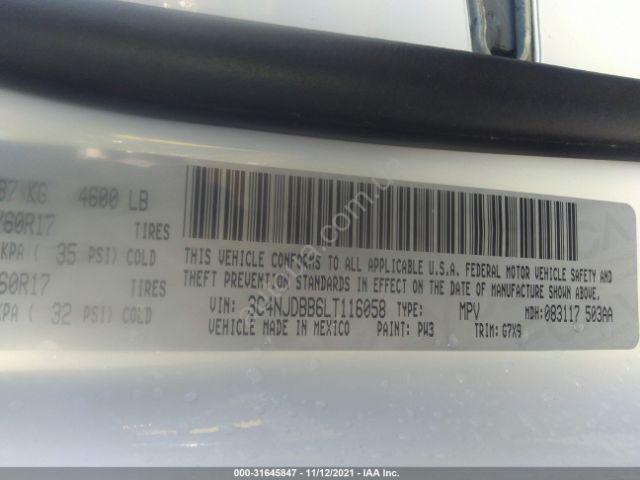 87 KG 4600 LB
/60R17 TIRES
KPA ( 35 PSI) COLD
60R17 TIRES
KPA ( 32 PSI) COLD
THIS VEHICLE CONFORMS TO ALL APPLICABLE U.S.A. FEDERAL MOTOR VEHICLE SAFETY AND
THEFT PREVENTION STANDARDS IN EFFECT ON THE DATE OF MANUFACTURE SHOWN ABOVE.
VIN: 3C4NJDBB6LT116058 TYPE: MPV MDH: 083117 503AA
VEHICLE MADE IN MEXICO PAINT: PW3 TRIM: G7X9
000-31645847 - 11/12/2021 - IAA Inc.